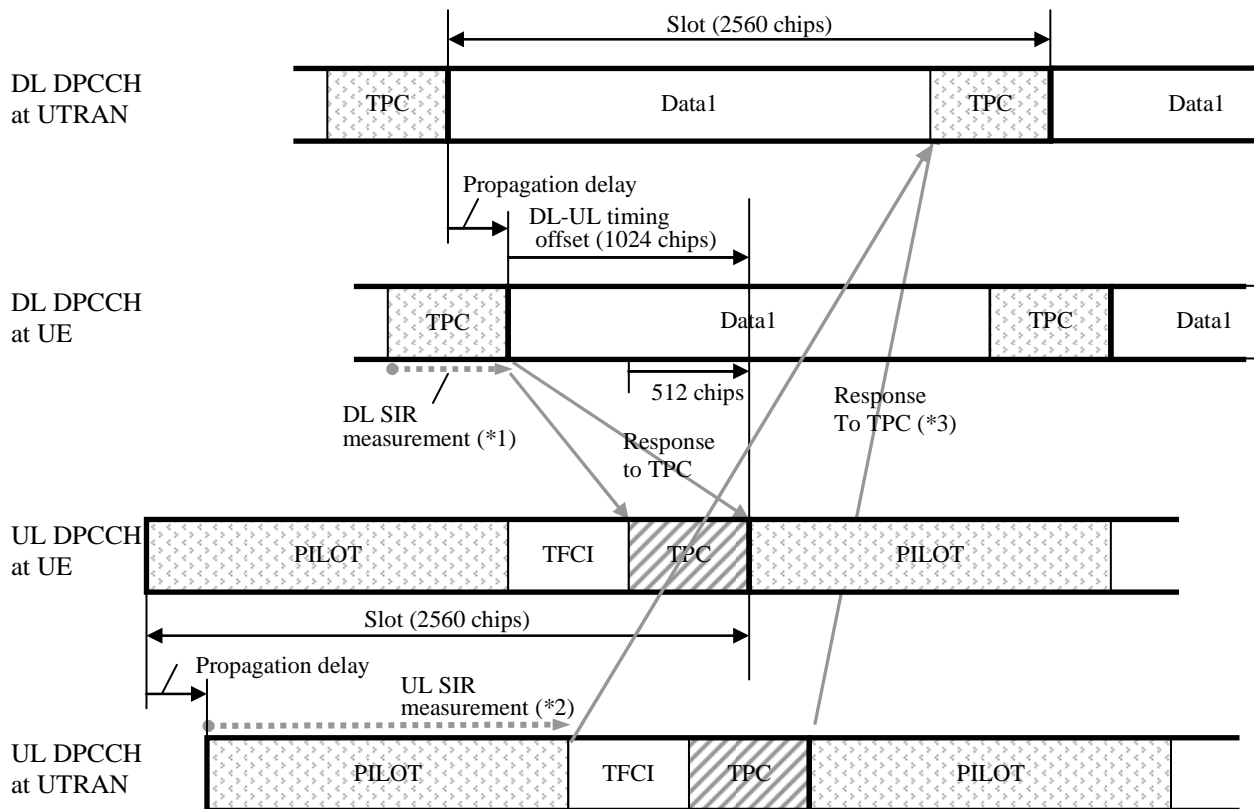 Slot (2560 chips)
DL DPCCH
at UTRAN
TPC
Data1
TPC
Data1
Propagation delay
DL-UL timing
offset (1024 chips)
DL DPCCH
at UE
TPC
Data1
TPC
Data1
512 chips
DL SIR
measurement (*1)
Response
to TPC
Response
To TPC (*3)
UL DPCCH
at UE
PILOT
TFCI
TPC
PILOT
Slot (2560 chips)
Propagation delay
UL SIR
measurement (*2)
UL DPCCH
at UTRAN
PILOT
TFCI
TPC
PILOT